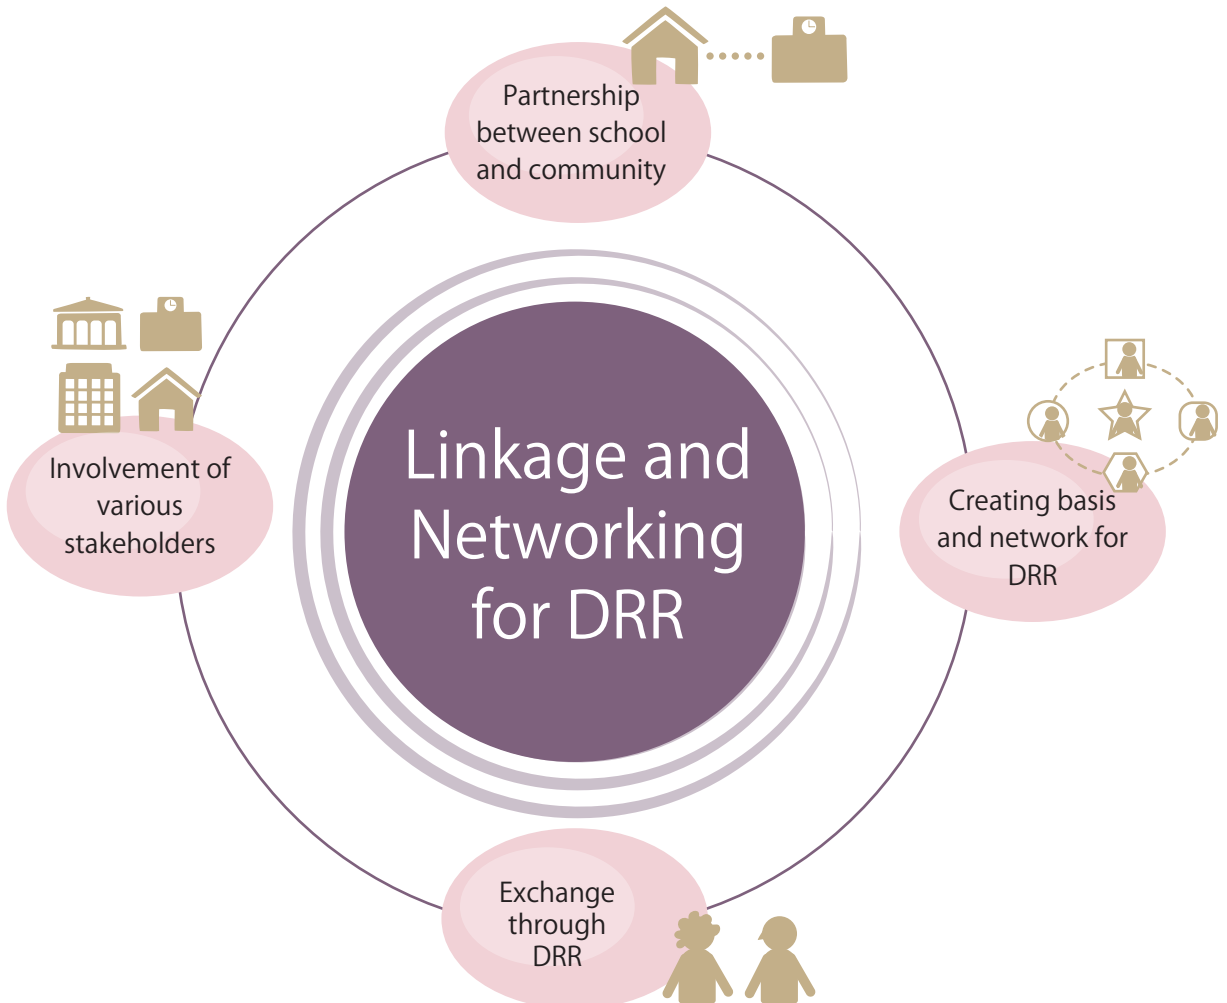 Partnership
between school
and community
Involvement of
various
stakeholders
Linkage and
Networking
for DRR
Creating basis
and network for
DRR
Exchange
through
DRR